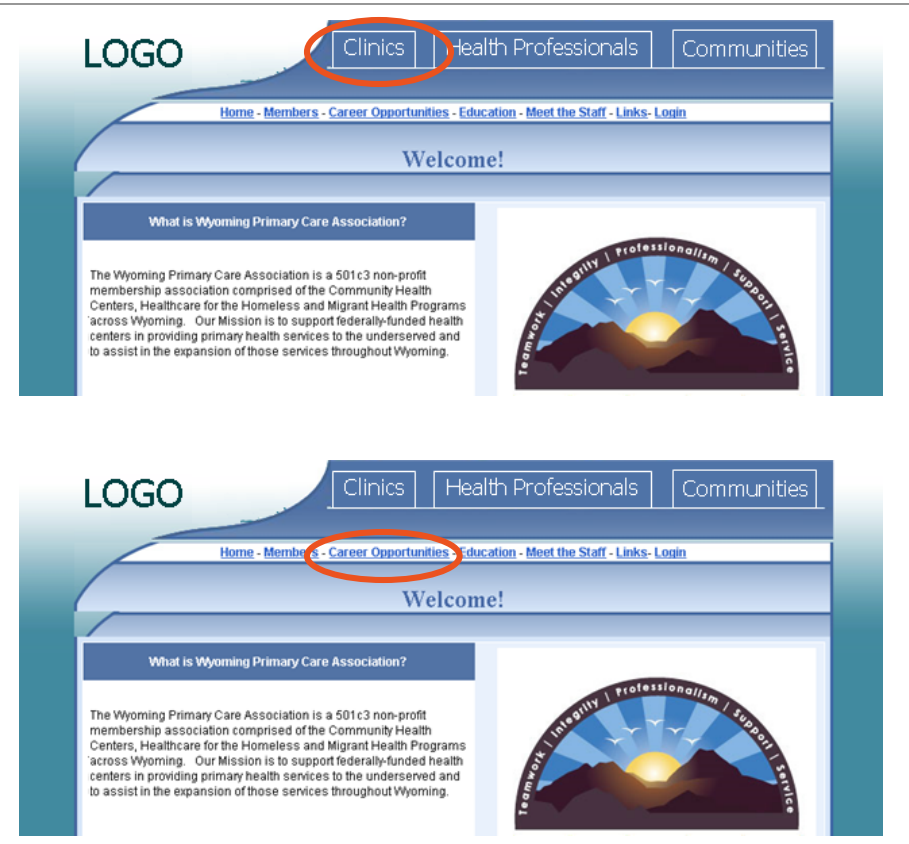 LOGO
Clinics
Health Professionals
Communities
Home - Members - Career Opportunities - Education - Meet the Staff - Links- Login
Welcome!
What is Wyoming Primary Care Association?
The Wyoming Primary Care Association is a 501c3 non-profit
membership association comprised of the Community Health
Centers, Healthcare for the Homeless and Migrant Health Programs
across Wyoming. Our Mission is to support federally-funded health
centers in providing primary health services to the underserved and
to assist in the expansion of those services throughout Wyoming.
Teamwork | Integrity | Professionalism | Support | Service
LOGO
Clinics
Health Professionals
Communities
Home - Members - Career Opportunities - Education - Meet the Staff - Links- Login
Welcome!
What is Wyoming Primary Care Association?
The Wyoming Primary Care Association is a 501c3 non-profit
membership association comprised of the Community Health
Centers, Healthcare for the Homeless and Migrant Health Programs
across Wyoming. Our Mission is to support federally-funded health
centers in providing primary health services to the underserved and
to assist in the expansion of those services throughout Wyoming.
Teamwork | Integrity | Professionalism | Support | Service